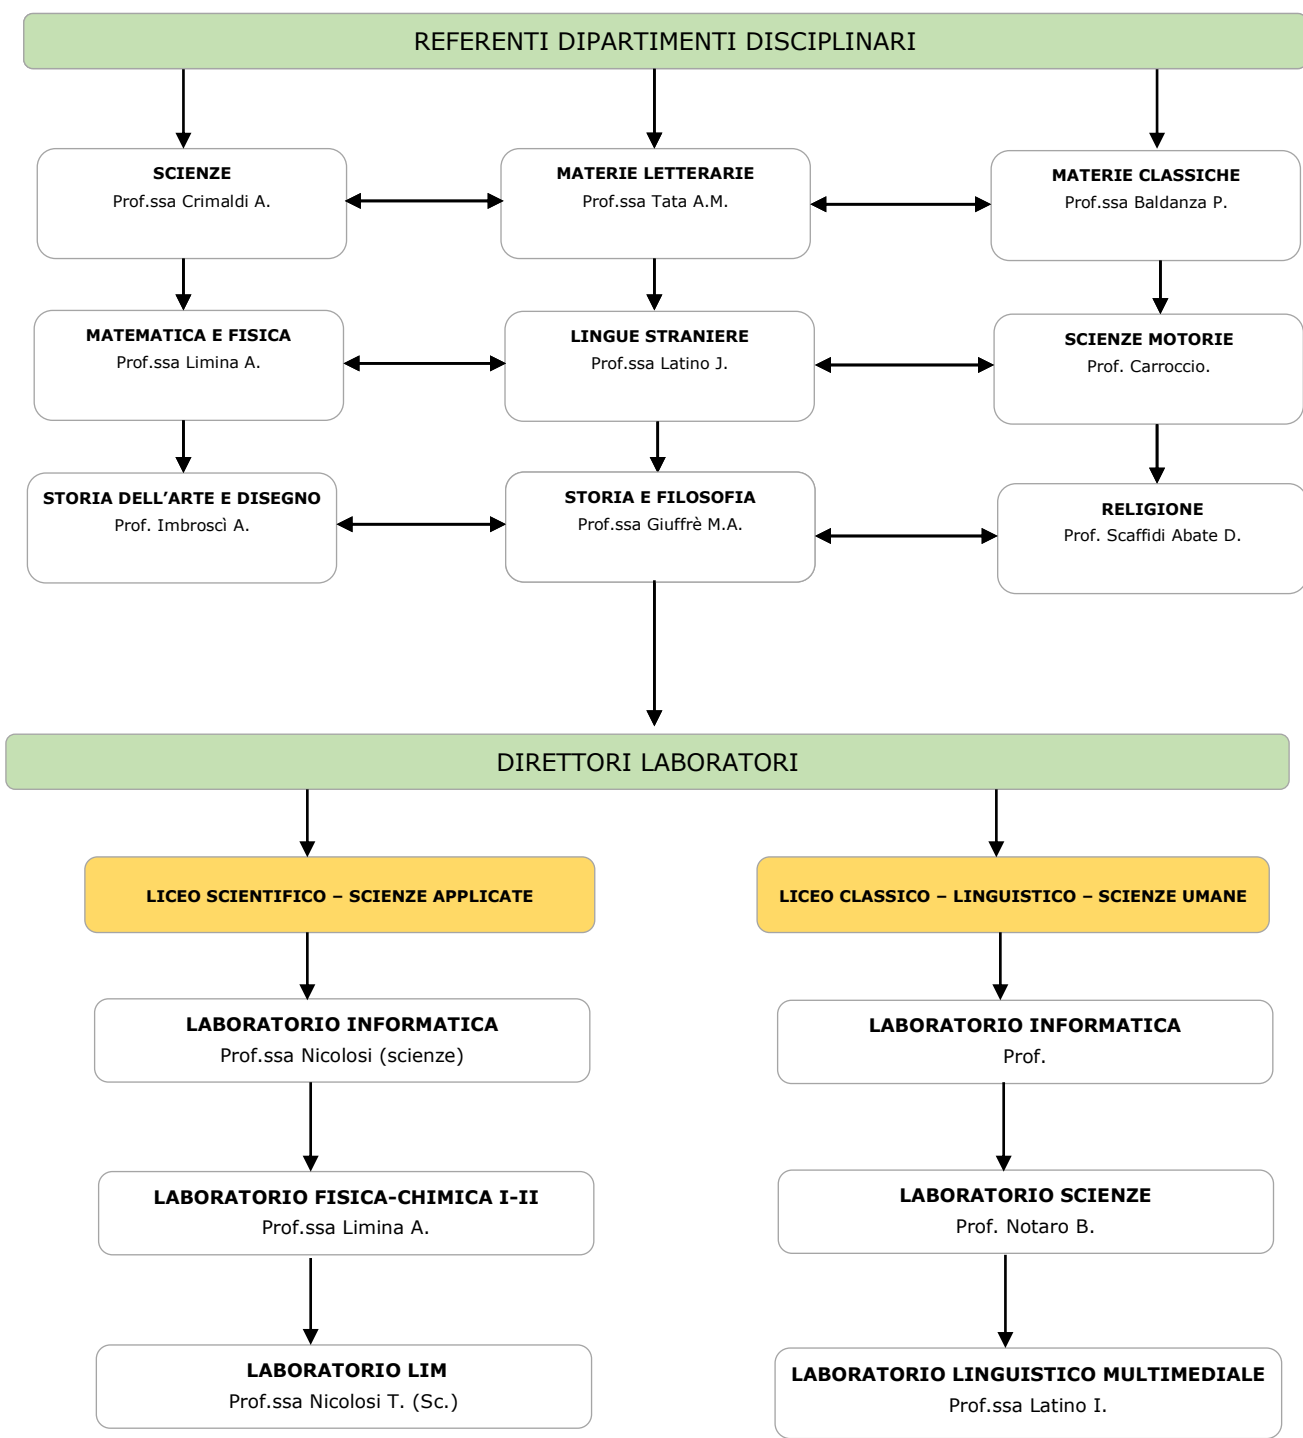 REFERENTI DIPARTIMENTI DISCIPLINARI
SCIENZE
Prof.ssa Crimaldi A.
MATERIE LETTERARIE
Prof.ssa Tata A.M.
MATERIE CLASSICHE
Prof.ssa Baldanza P.
MATEMATICA E FISICA
Prof.ssa Limina A.
LINGUE STRANIERE
Prof.ssa Latino J.
SCIENZE MOTORIE
Prof. Carroccio.
STORIA DELL’ARTE E DISEGNO
Prof. Imbroscì A.
STORIA E FILOSOFIA
Prof.ssa Giuffrè M.A.
RELIGIONE
Prof. Scaffidi Abate D.
DIRETTORI LABORATORI
LICEO SCIENTIFICO – SCIENZE APPLICATE
LICEO CLASSICO – LINGUISTICO – SCIENZE UMANE
LABORATORIO INFORMATICA
Prof.ssa Nicolosi (scienze)
LABORATORIO INFORMATICA
Prof.
LABORATORIO FISICA-CHIMICA I-II
Prof.ssa Limina A.
LABORATORIO SCIENZE
Prof. Notaro B.
LABORATORIO LIM
Prof.ssa Nicolosi T. (Sc.)
LABORATORIO LINGUISTICO MULTIMEDIALE
Prof.ssa Latino I.